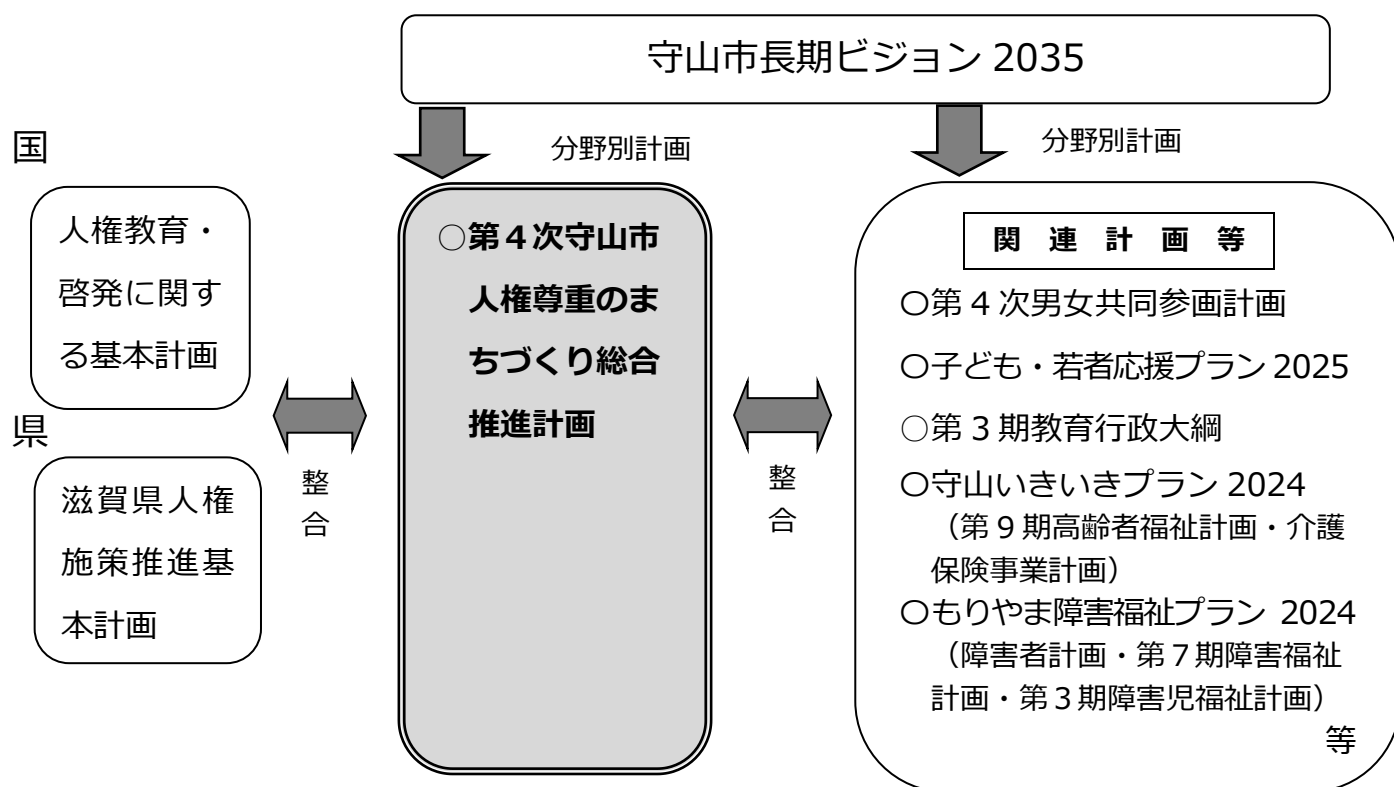 守山市長期ビジョン 2035
分野別計画
分野別計画
国
人権教育・
啓発に関す
る基本計画
県
滋賀県人権
施策推進基
本計画
整
合
○第４次守山市
人権尊重のま
ちづくり総合
推進計画
整
合
関 連 計 画 等
〇第４次男女共同参画計画
〇子ども・若者応援プラン 2025
○第３期教育行政大綱
〇守山いきいきプラン 2024
（第９期高齢者福祉計画・介護
保険事業計画）
〇もりやま障害福祉プラン 2024
（障害者計画・第７期障害福祉
計画・第３期障害児福祉計画）
等